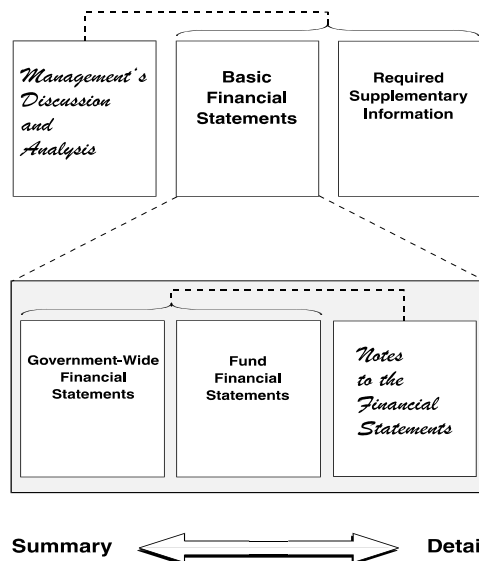 Management's
Discussion
and
Analysis
Basic
Financial
Statements
Required
Supplementary
Information
Government-Wide
Financial
Statements
Fund
Financial
Statements
Notes
to the
Financial
Statements
Summary
Detai